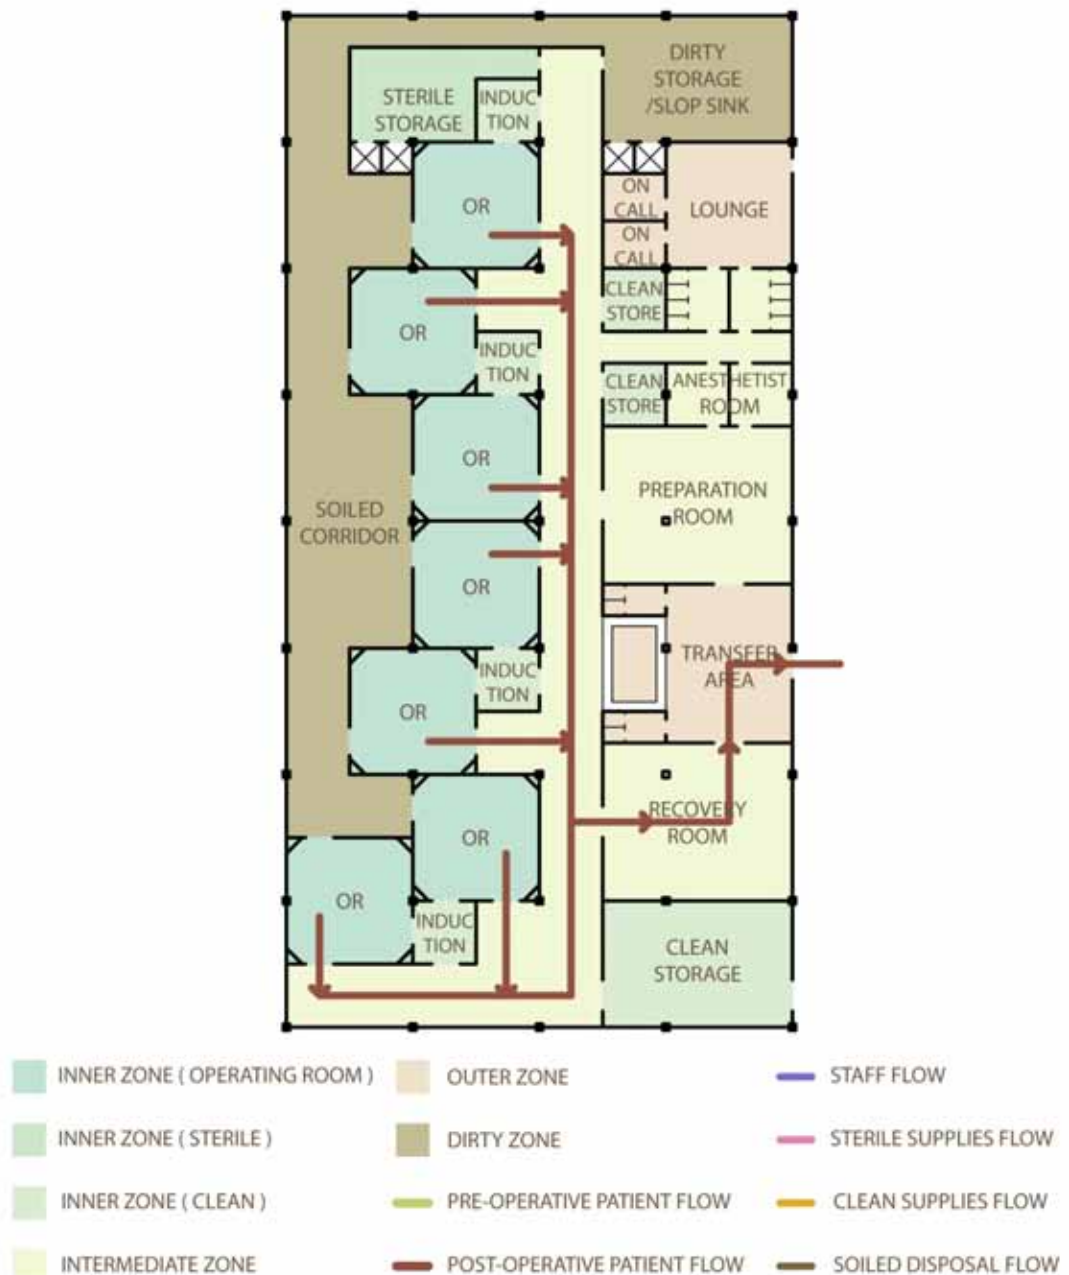 DIRTY
STORAGE
/SLOP SINK
STERILE
STORAGE
INDUC
TION
OR
ON
CALL
LOUNGE
ON
CALL
CLEAN
STORE
OR
INDUC
TION
CLEAN
STORE
ANESTHETIST
ROOM
OR
PREPARATION
ROOM
SOILED
CORRIDOR
OR
TRANSFER
AREA
INDUC
TION
OR
RECOVERY
ROOM
OR
OR
INDUC
TION
CLEAN
STORAGE
INNER ZONE ( OPERATING ROOM )
OUTER ZONE
STAFF FLOW
INNER ZONE ( STERILE )
DIRTY ZONE
STERILE SUPPLIES FLOW
INNER ZONE ( CLEAN )
PRE-OPERATIVE PATIENT FLOW
CLEAN SUPPLIES FLOW
INTERMEDIATE ZONE
POST-OPERATIVE PATIENT FLOW
SOILED DISPOSAL FLOW